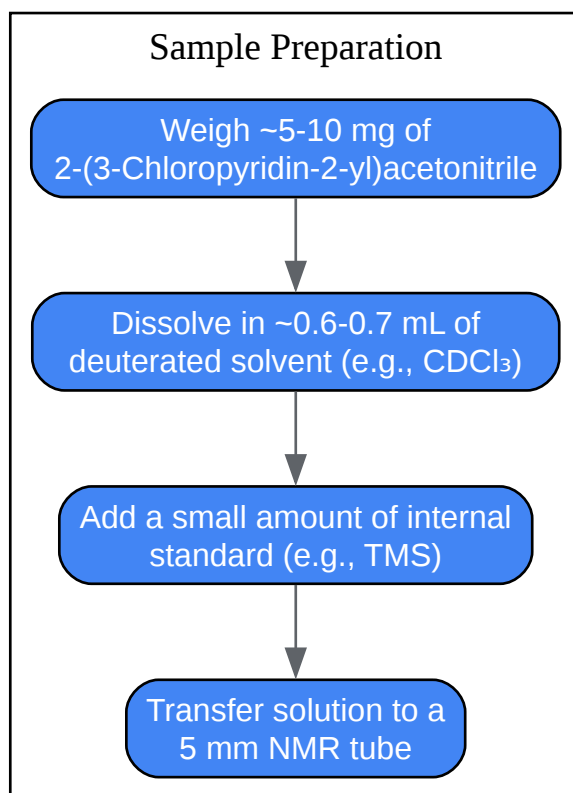 Sample Preparation
Weigh ~5-10 mg of
2-(3-Chloropyridin-2-yl)acetonitrile
Dissolve in ~0.6-0.7 mL of
deuterated solvent (e.g., CDCl₃)
Add a small amount of internal
standard (e.g., TMS)
Transfer solution to a
5 mm NMR tube